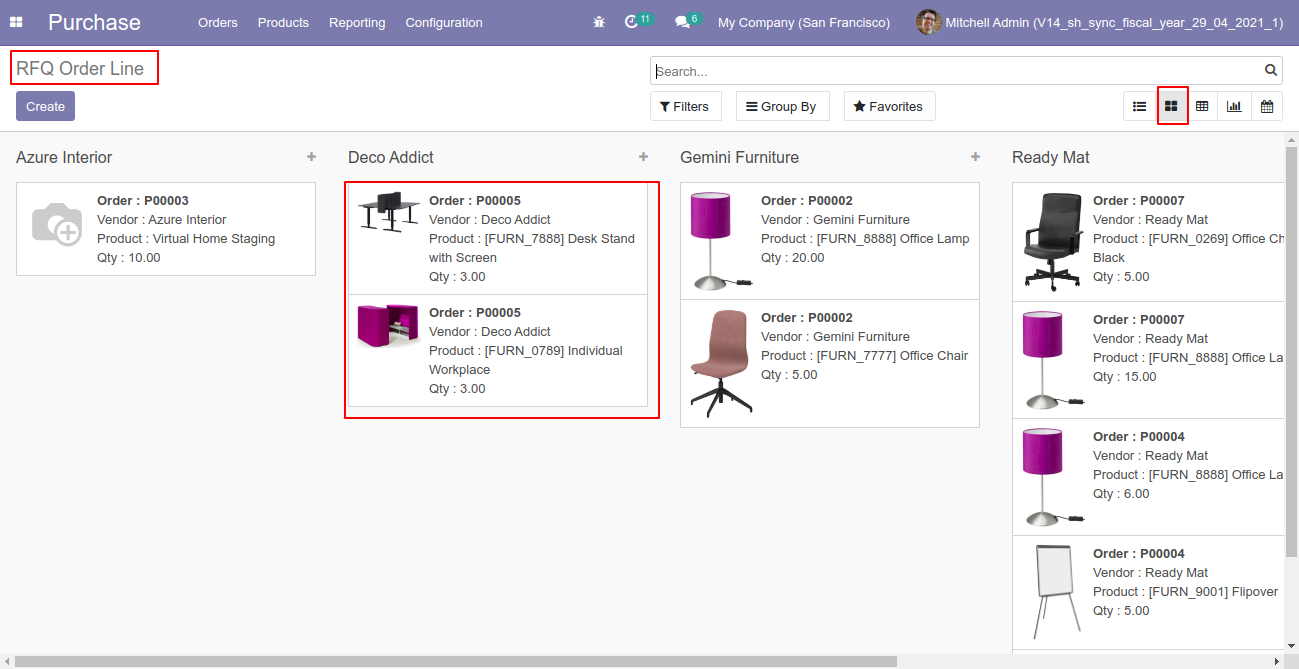 Purchase
Orders
Products
Reporting
Configuration
11
6
My Company (San Francisco)
Mitchell Admin (V14_sh_sync_fiscal_year_29_04_2021_1)
RFQ Order Line
Search...
Create
Filters
Group By
Favorites
Azure Interior
Order : P00003
Vendor : Azure Interior
Product : Virtual Home Staging
Qty : 10.00
Deco Addict
Order : P00005
Vendor : Deco Addict
Product : [FURN_7888] Desk Stand
with Screen
Qty : 3.00
Order : P00005
Vendor : Deco Addict
Product : [FURN_0789] Individual
Workplace
Qty : 3.00
Gemini Furniture
Order : P00002
Vendor : Gemini Furniture
Product : [FURN_8888] Office Lamp
Qty : 20.00
Order : P00002
Vendor : Gemini Furniture
Product : [FURN_7777] Office Chair
Qty : 5.00
Ready Mat
Order : P00007
Vendor : Ready Mat
Product : [FURN_0269] Office Ch
Black
Qty : 5.00
Order : P00007
Vendor : Ready Mat
Product : [FURN_8888] Office La
Qty : 15.00
Order : P00004
Vendor : Ready Mat
Product : [FURN_8888] Office La
Qty : 6.00
Order : P00004
Vendor : Ready Mat
Product : [FURN_9001] Flipover
Qty : 5.00